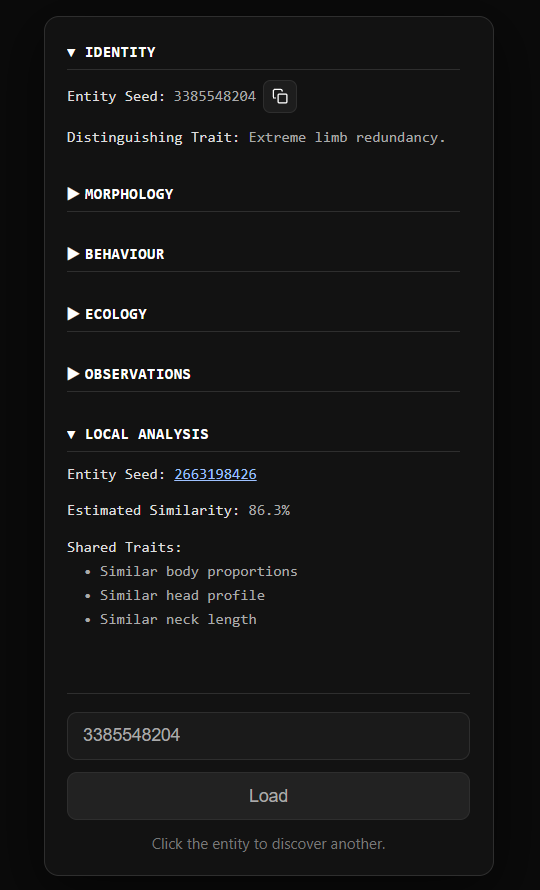 ▼ IDENTITY
Entity Seed: 3385548204
Distinguishing Trait: Extreme limb redundancy.
▶ MORPHOLOGY
▶ BEHAVIOUR
▶ ECOLOGY
▶ OBSERVATIONS
▼ LOCAL ANALYSIS
Entity Seed: 2663198426
Estimated Similarity: 86.3%
Shared Traits:
• Similar body proportions
• Similar head profile
• Similar neck length
3385548204
Load
Click the entity to discover another.